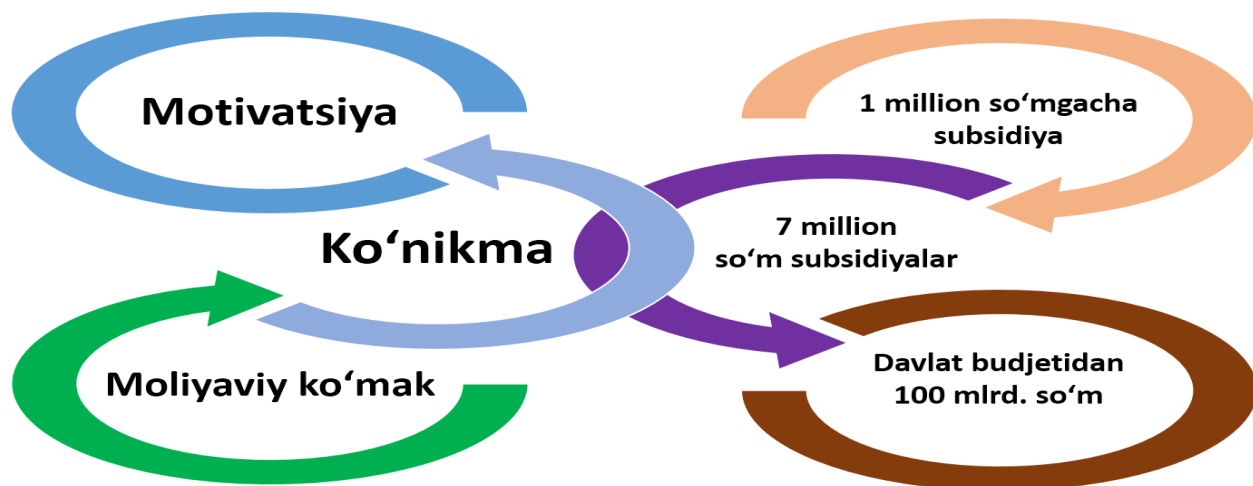 Motivatsiya
Ko‘nikma
Moliyaviy ko‘mak
1 million so‘mgacha
subsidiya
7 million
so‘m subsidiyalar
Davlat budjetidan
100 mlrd. so‘m